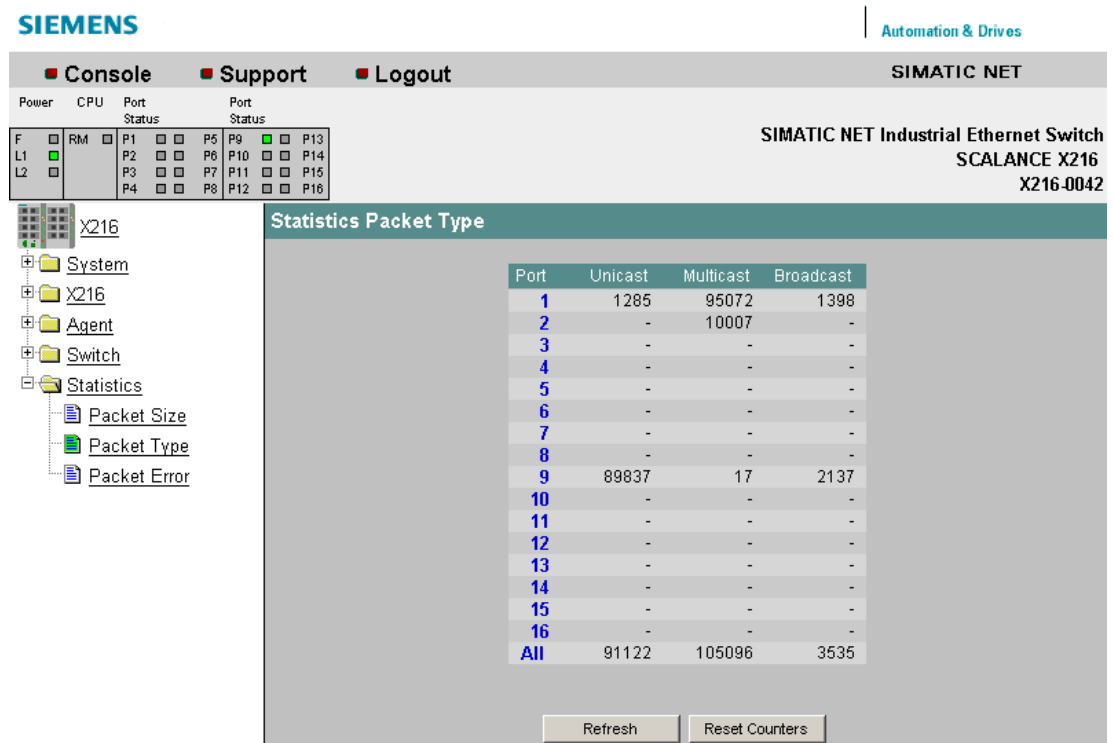 SIEMENS
Automation & Drives
Console Support Logout SIMATIC NET
Power CPU Port Status Port Status
F RM P1 P5 P9 P13
L1 P2 P6 P10 P14
L2 P3 P7 P11 P15
P4 P8 P12 P16
SIMATIC NET Industrial Ethernet Switch
SCALANCE X216
X216-0042
X216
System
X216
Agent
Switch
Statistics
Packet Size
Packet Type
Packet Error
Statistics Packet Type
Port Unicast Multicast Broadcast
1 1285 95072 1398
2 - 10007 -
3 - - -
4 - - -
5 - - -
6 - - -
7 - - -
8 - - -
9 89837 17 2137
10 - - -
11 - - -
12 - - -
13 - - -
14 - - -
15 - - -
16 - - -
All 91122 105096 3535
Refresh Reset Counters